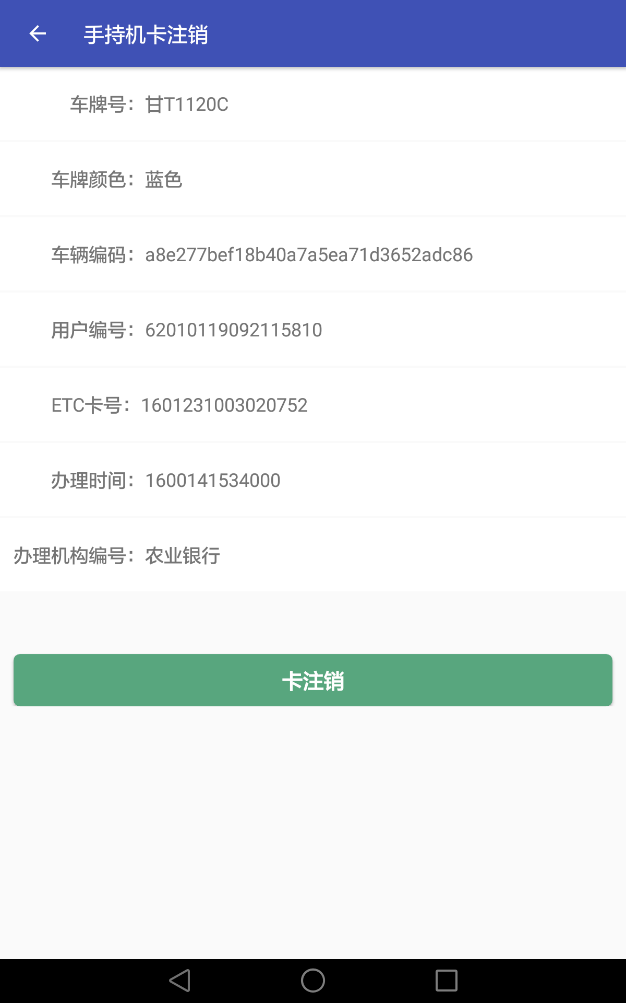 手持机卡注销
车牌号：甘T1120C
车牌颜色：蓝色
车辆编码：a8e277bef18b40a7a5ea71d3652adc86
用户编号：62010119092115810
ETC卡号：1601231003020752
办理时间：1600141534000
办理机构编号：农业银行
卡注销